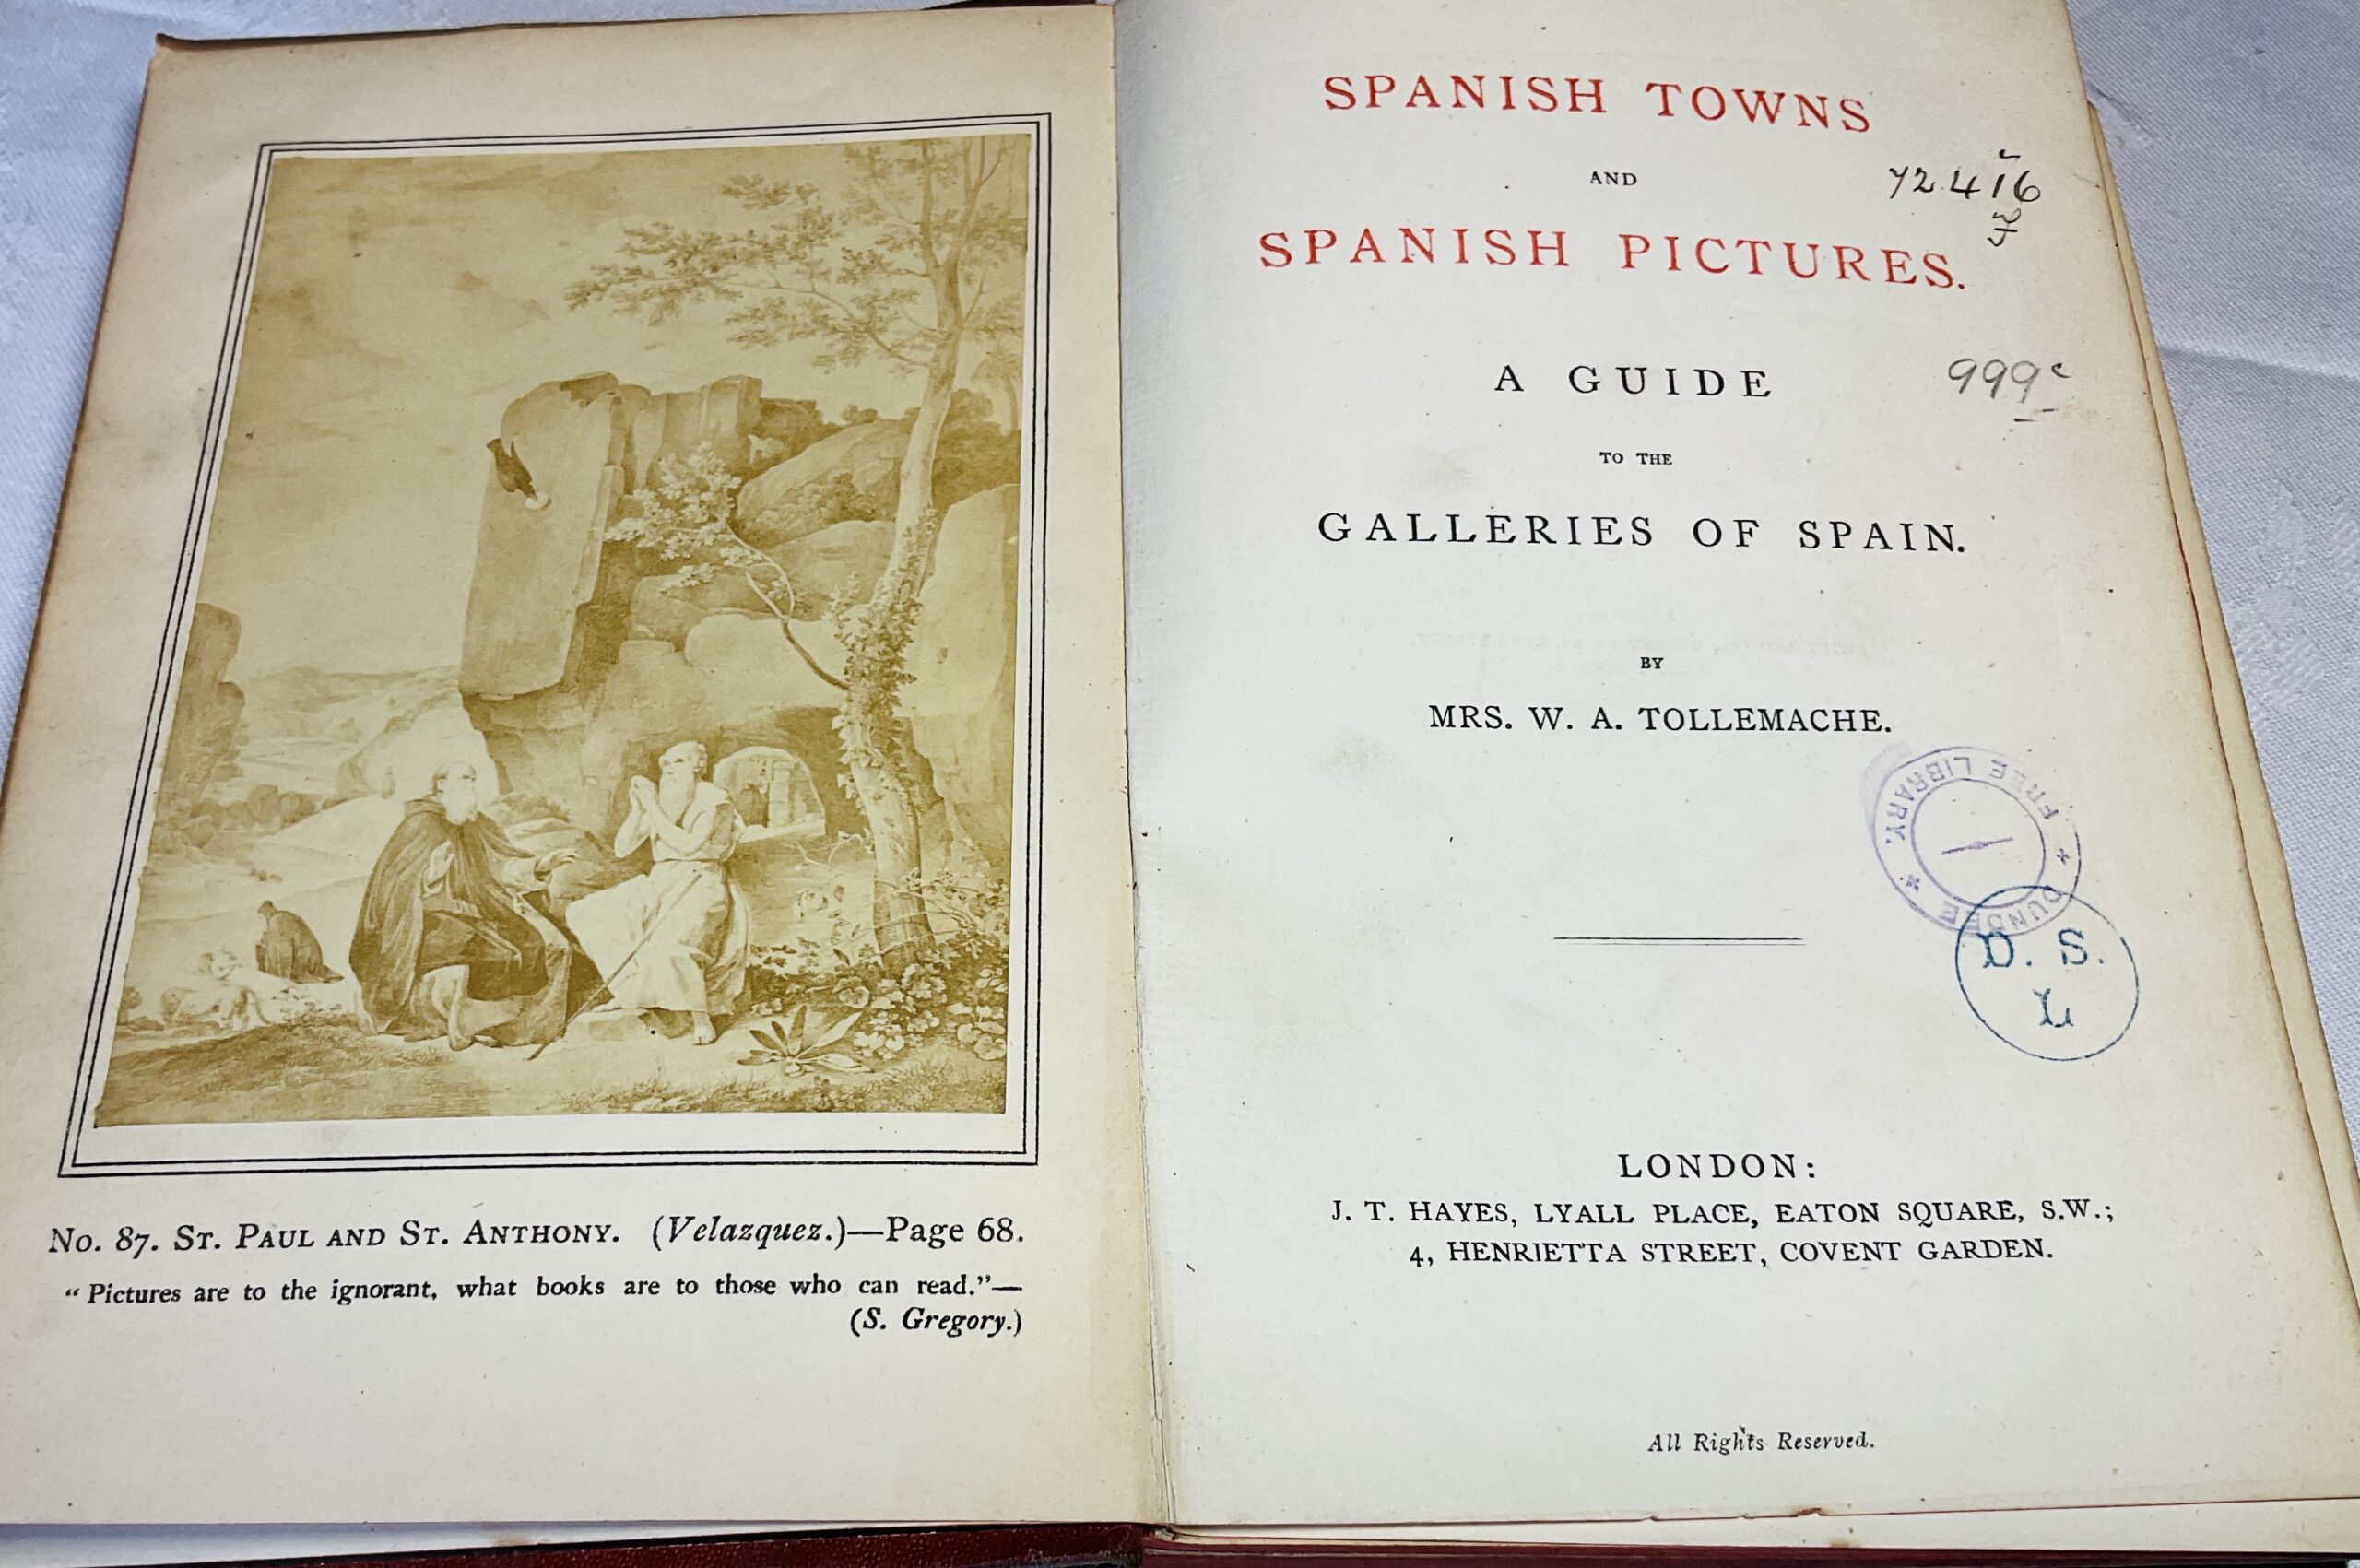 No. 87. St. Paul and St. Anthony. (Velazquez.)—Page 68.
"Pictures are to the ignorant, what books are to those who can read."—
(S. Gregory.)
SPANISH TOWNS
AND
SPANISH PICTURES.
72416
A GUIDE
999c
TO THE
GALLERIES OF SPAIN.
BY
MRS. W. A. TOLLEMACHE.
DUNDEE * FREE LIBRARY. *
D. S.
L
LONDON:
J. T. HAYES, LYALL PLACE, EATON SQUARE, S.W.;
4, HENRIETTA STREET, COVENT GARDEN.
All Rights Reserved.